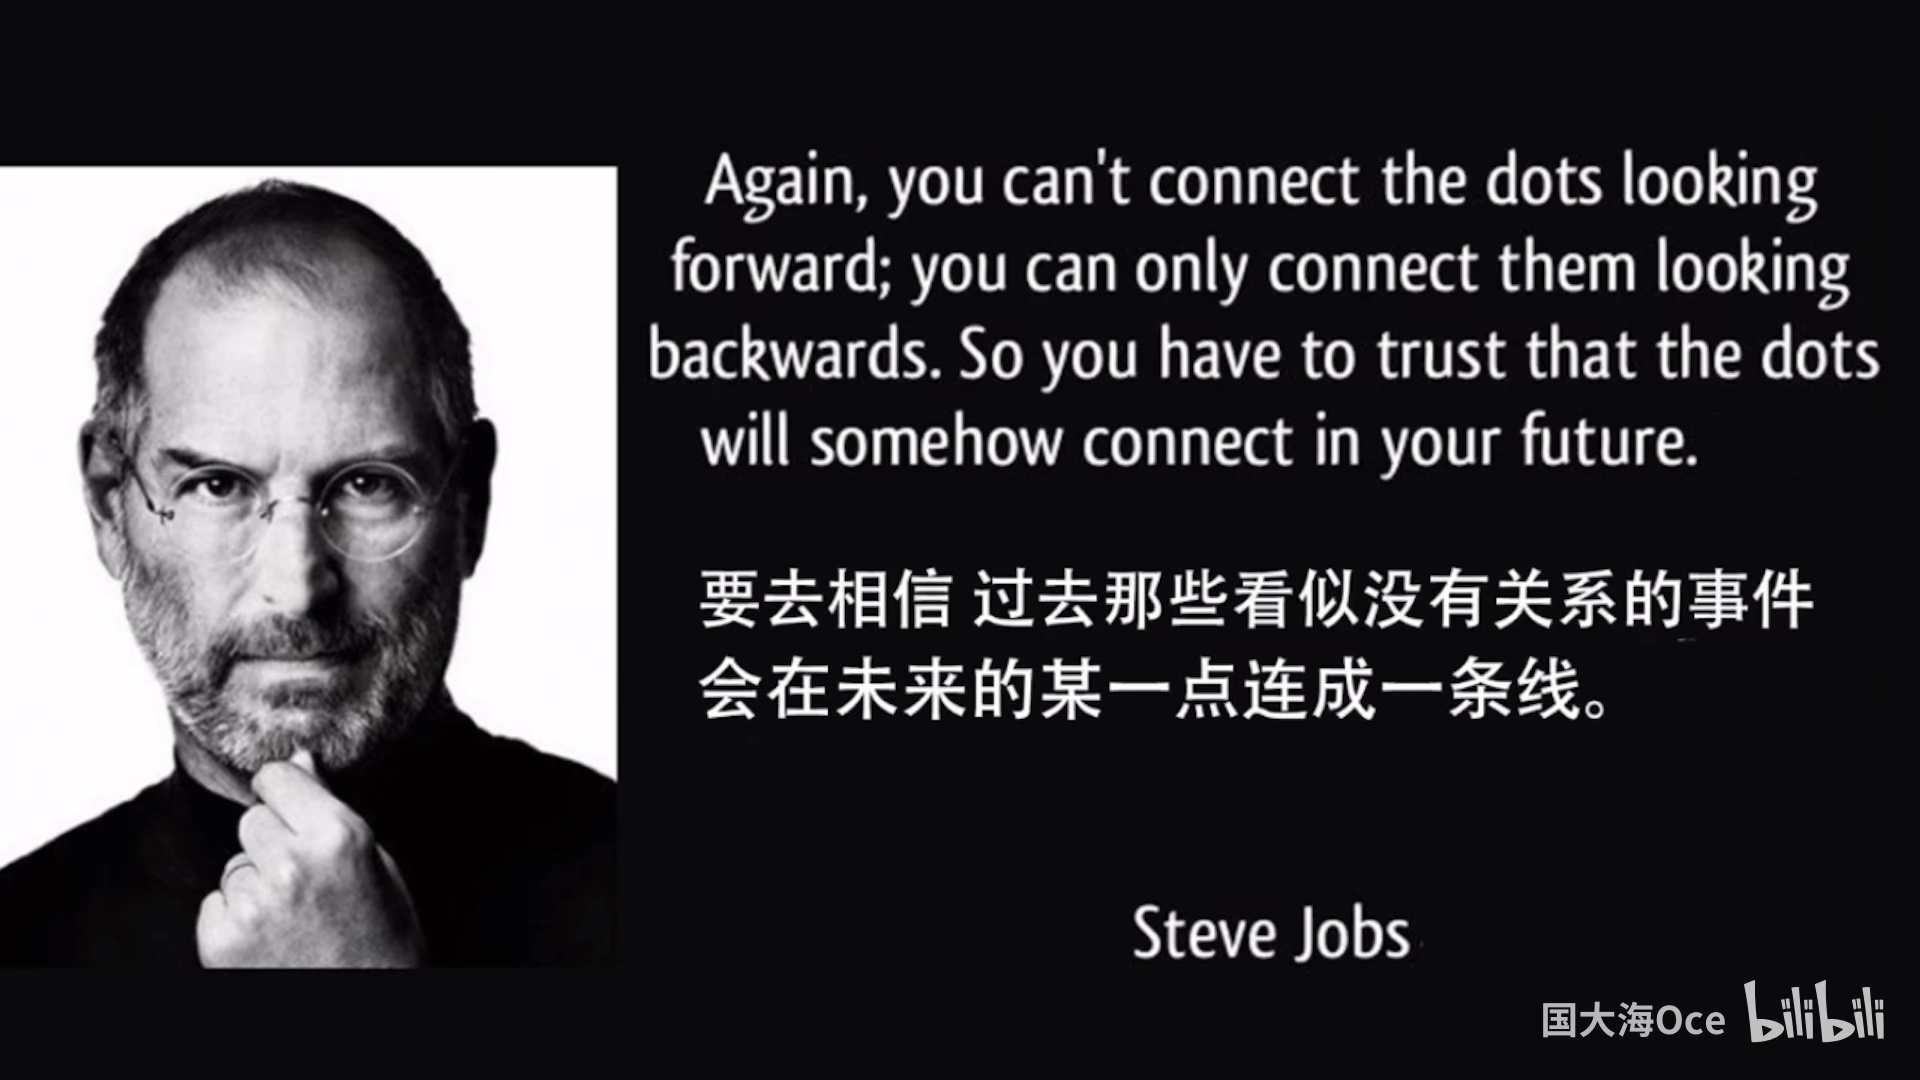 Again, you can't connect the dots looking
forward; you can only connect them looking
backwards. So you have to trust that the dots
will somehow connect in your future.
要去相信 过去那些看似没有关系的事件
会在未来的某一点连成一条线。
Steve Jobs
国大海Oce bilibili